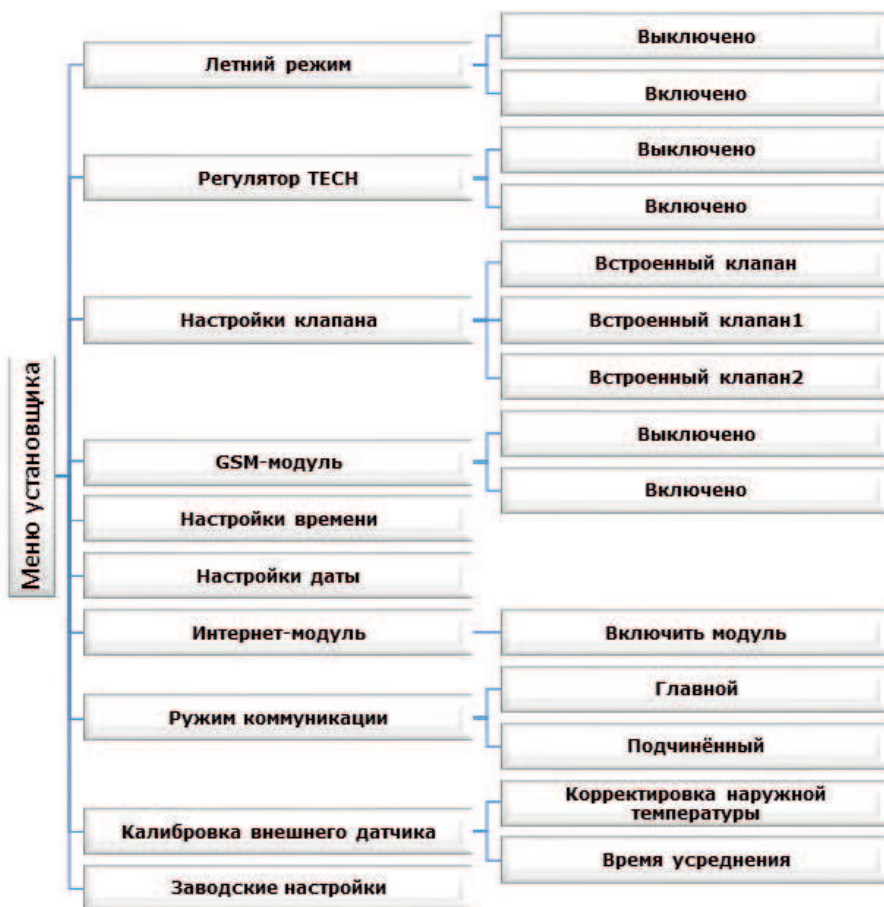 Меню установщика
Летний режим
Выключено
Включено
Регулятор TECH
Выключено
Включено
Настройки клапана
Встроенный клапан
Встроенный клапан1
Встроенный клапан2
GSM-модуль
Выключено
Включено
Настройки времени
Настройки даты
Интернет-модуль
Включить модуль
Ружим коммуникации
Главной
Подчинённый
Калибровка внешнего датчика
Корректировка наружной
температуры
Время усреднения
Заводские настройки